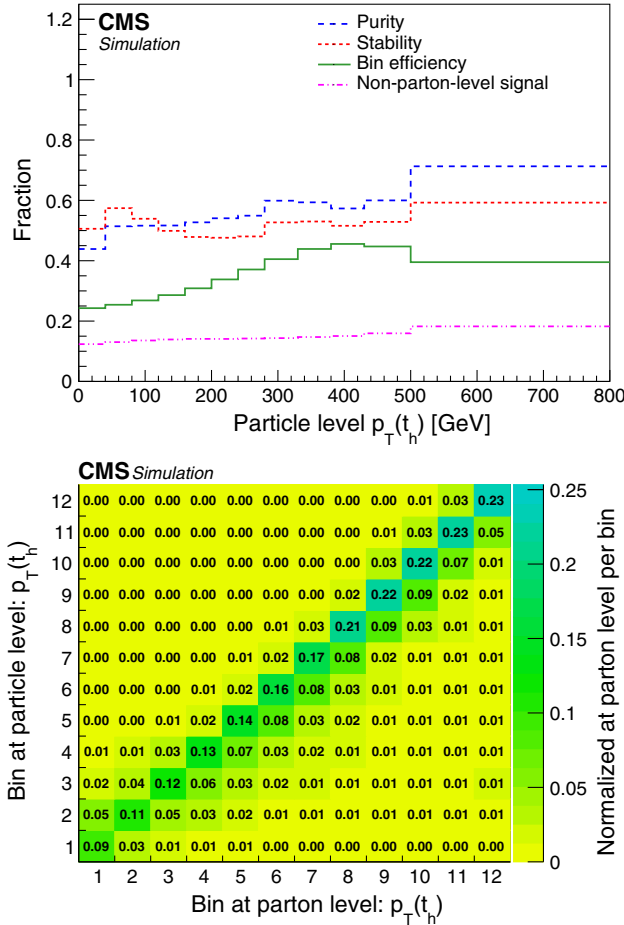 CMS
Simulation
Purity
Stability
Bin efficiency
Non-parton-level signal
1.2
1
0.8
0.6
0.4
0.2
0
Fraction
0 100 200 300 400 500 600 700 800
Particle level p_T(t_h) [GeV]
CMS Simulation
12 0.00 0.00 0.00 0.00 0.00 0.00 0.00 0.00 0.00 0.01 0.03 0.23
11 0.00 0.00 0.00 0.00 0.00 0.00 0.00 0.00 0.01 0.03 0.23 0.05
10 0.00 0.00 0.00 0.00 0.00 0.00 0.00 0.00 0.03 0.22 0.07 0.01
9 0.00 0.00 0.00 0.00 0.00 0.00 0.00 0.02 0.22 0.09 0.02 0.01
8 0.00 0.00 0.00 0.00 0.00 0.01 0.03 0.21 0.09 0.03 0.01 0.01
7 0.00 0.00 0.00 0.00 0.01 0.02 0.17 0.08 0.02 0.01 0.01 0.01
6 0.00 0.00 0.00 0.01 0.02 0.16 0.08 0.03 0.01 0.01 0.01 0.01
5 0.00 0.00 0.01 0.02 0.14 0.08 0.03 0.02 0.01 0.01 0.01 0.01
4 0.01 0.01 0.03 0.13 0.07 0.03 0.02 0.01 0.01 0.01 0.01 0.01
3 0.02 0.04 0.12 0.06 0.03 0.02 0.01 0.01 0.01 0.01 0.01 0.01
2 0.05 0.11 0.05 0.03 0.02 0.01 0.01 0.01 0.01 0.01 0.01 0.01
1 0.09 0.03 0.01 0.01 0.01 0.00 0.00 0.00 0.00 0.00 0.00 0.00
1 2 3 4 5 6 7 8 9 10 11 12
Bin at particle level: p_T(t_h)
Bin at parton level: p_T(t_h)
0.25
0.2
0.15
0.1
0.05
0
Normalized at parton level per bin